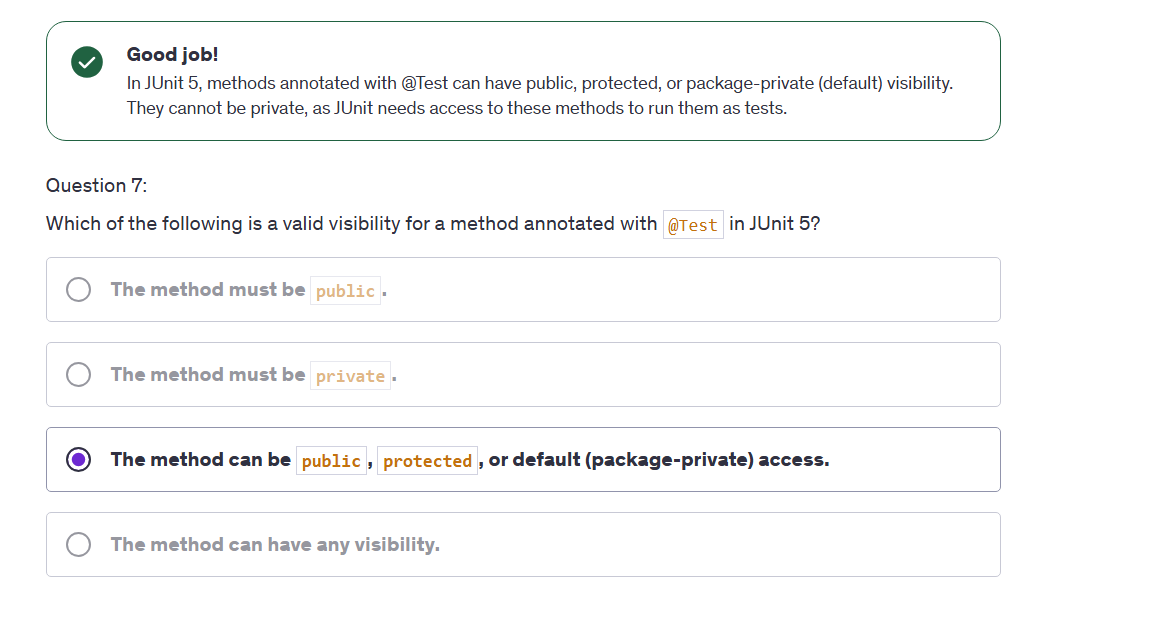 Good job!
In JUnit 5, methods annotated with @Test can have public, protected, or package-private (default) visibility.
They cannot be private, as JUnit needs access to these methods to run them as tests.
Question 7:
Which of the following is a valid visibility for a method annotated with @Test in JUnit 5?
The method must be public.
The method must be private.
The method can be public, protected, or default (package-private) access.
The method can have any visibility.